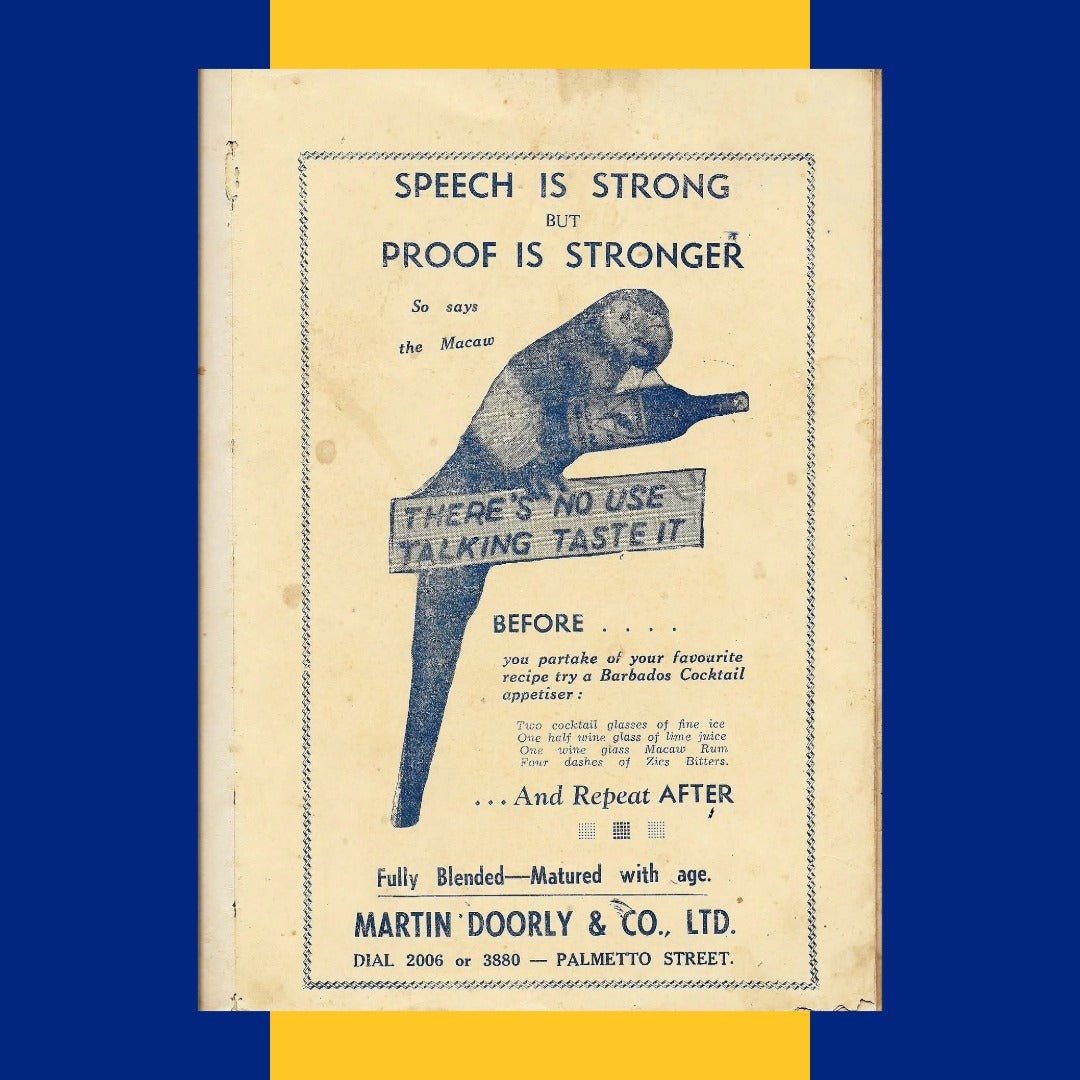 SPEECH IS STRONG
BUT
PROOF IS STRONGER
So says
the Macaw
THERE'S NO USE
TALKING TASTE IT
BEFORE . . . .
you partake of your favourite
recipe try a Barbados Cocktail
appetiser :
Two cocktail glasses of fine ice
One half wine glass of lime juice
One wine glass Macaw Rum
Four dashes of Zies Bitters.
. . . And Repeat AFTER
Fully Blended—Matured with age.
MARTIN DOORLY & CO., LTD.
DIAL 2006 or 3880 — PALMETTO STREET.